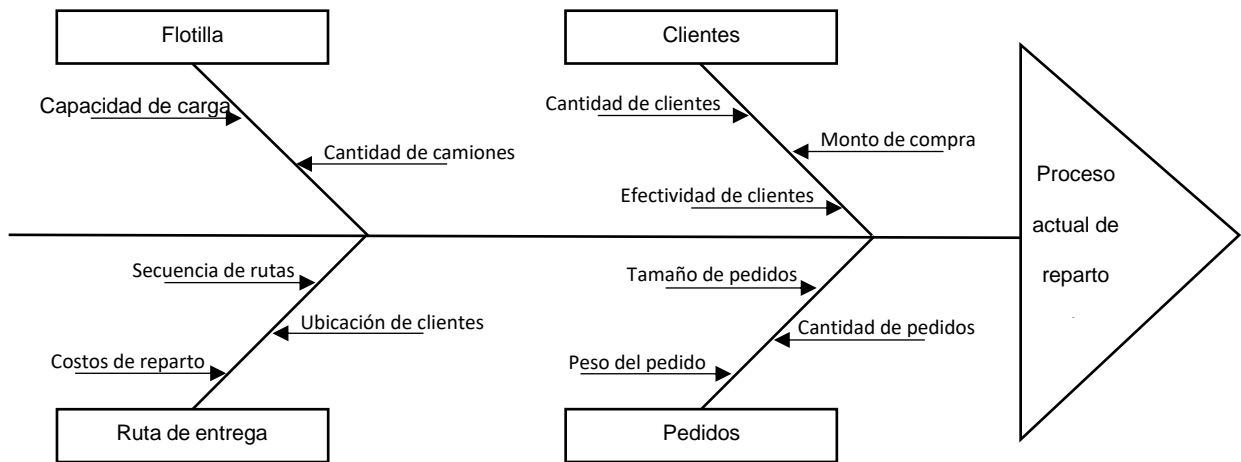 Flotilla
Clientes
Capacidad de carga
Cantidad de clientes
Cantidad de camiones
Monto de compra
Efectividad de clientes
Proceso
actual de
reparto
Secuencia de rutas
Tamaño de pedidos
Ubicación de clientes
Cantidad de pedidos
Costos de reparto
Peso del pedido
Ruta de entrega
Pedidos